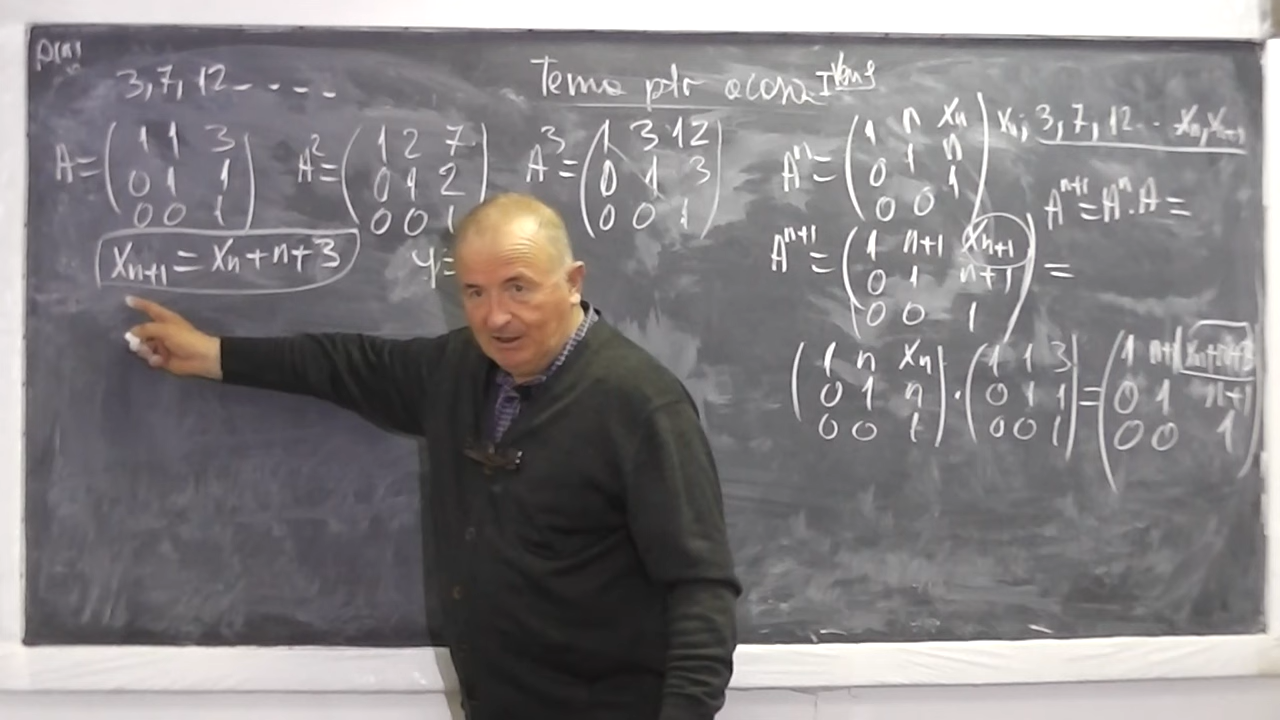 P(n)
3, 7, 12 - - - -
Tema ptr acasa
A = ( 1 1 3 A² = ( 1 2 7 A³ = ( 1 3 12
0 1 1 0 1 2 0 1 3
0 0 1 ) 0 0 1 0 0 1 )
xn+1 = xn + n + 3
y =
Aⁿ = ( 1 n xn xn; 3, 7, 12 ... xn, xn+1
0 1 n
0 0 1 )
Aⁿ⁺¹ = Aⁿ · A =
Aⁿ⁺¹ = ( 1 n+1 xn+1
0 1 n+1 =
0 0 1 )
( 1 n xn ( 1 1 3 ( 1 n+1 xn+n+3
0 1 n ) · 0 1 1 ) = 0 1 n+1
0 0 1 0 0 1 0 0 1 )